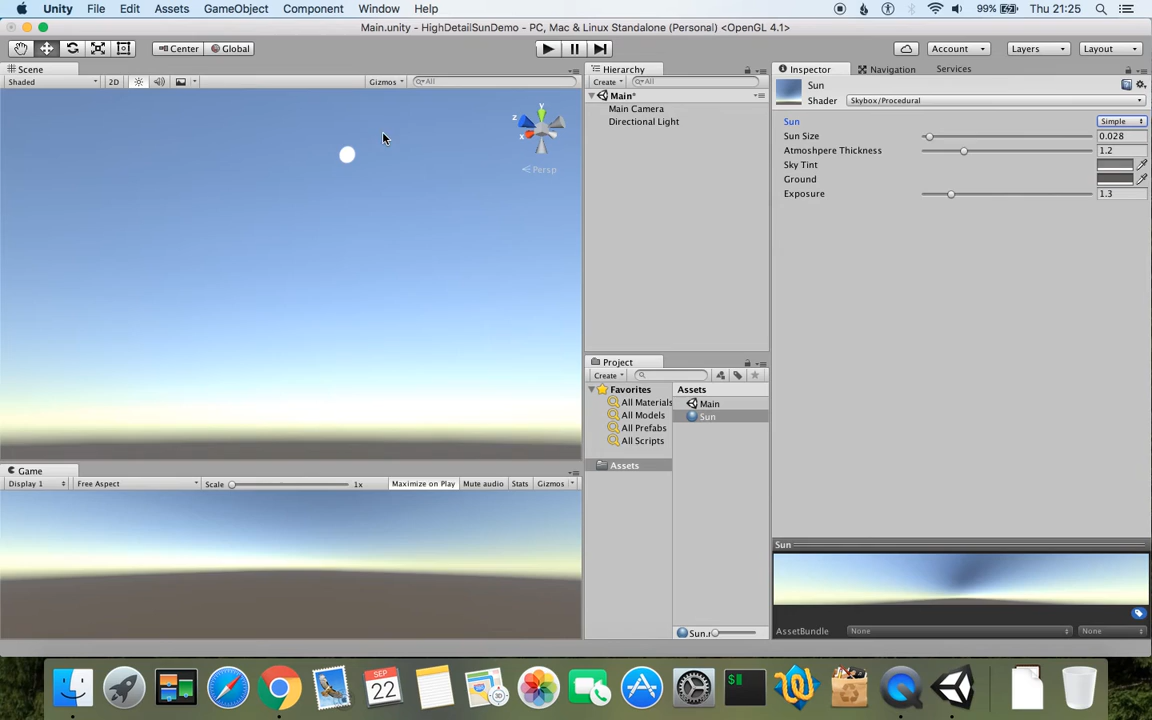 Unity File Edit Assets GameObject Component Window Help 99% Thu 21:25
Main.unity - HighDetailSunDemo - PC, Mac & Linux Standalone (Personal) <OpenGL 4.1>
Center Global Account Layers Layout
Scene
Shaded 2D Gizmos All
y z x
Persp
Hierarchy
Create All
Main*
Main Camera
Directional Light
Inspector Navigation Services
Sun
Shader Skybox/Procedural
Sun Simple
Sun Size 0.028
Atmoshpere Thickness 1.2
Sky Tint
Ground
Exposure 1.3
Project
Create
Favorites
All Materials
All Models
All Prefabs
All Scripts
Assets
Assets
Main
Sun
Game
Display 1 Free Aspect Scale 1x Maximize on Play Mute audio Stats Gizmos
Sun
AssetBundle None None
SEP
22
3D
$